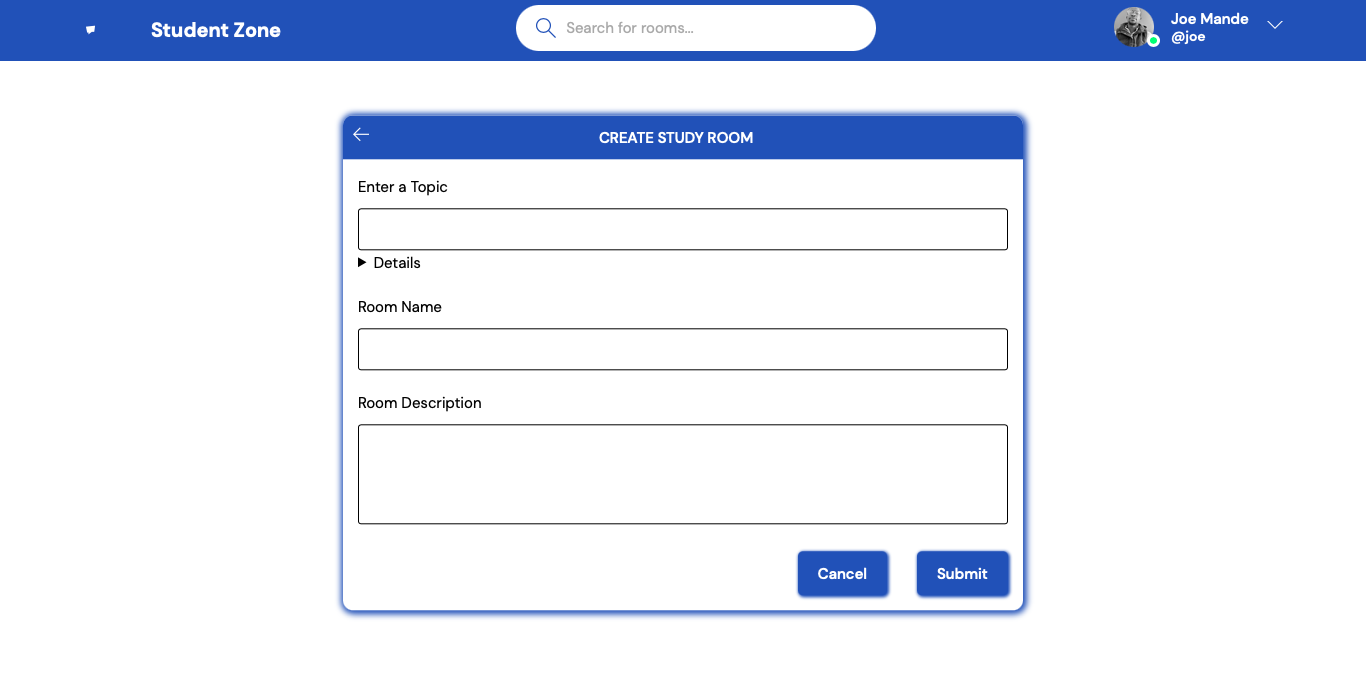 Student Zone
Search for rooms...
Joe Mande
@joe
CREATE STUDY ROOM
Enter a Topic
Details
Room Name
Room Description
Cancel
Submit